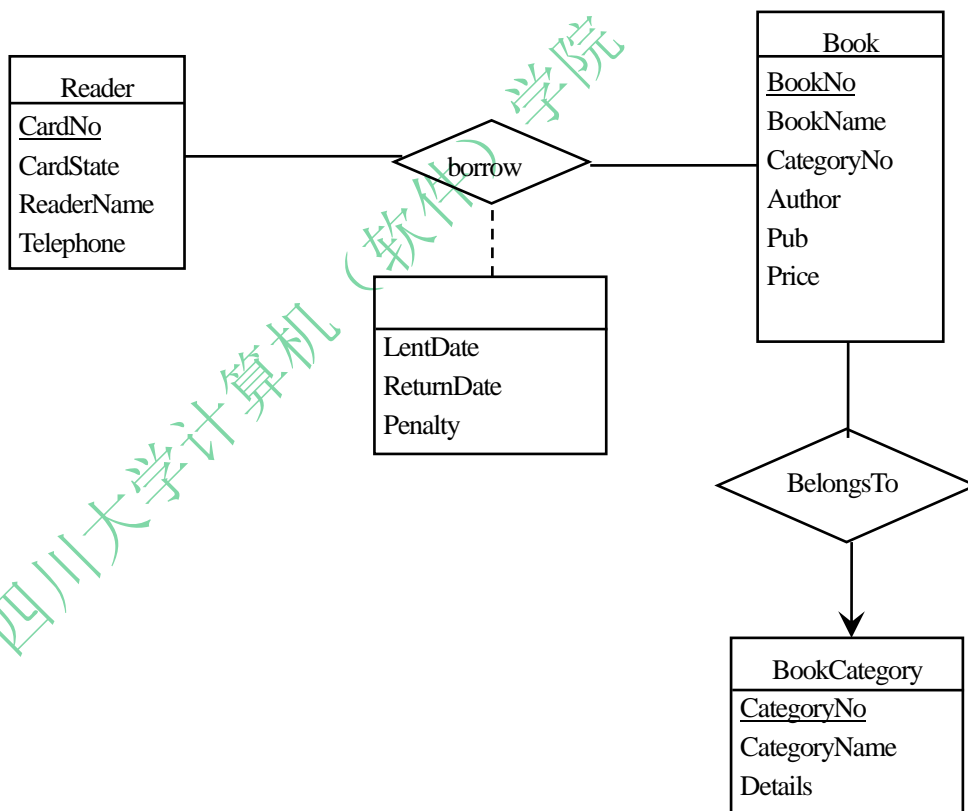 Reader
CardNo
CardState
ReaderName
Telephone
borrow
Book
BookNo
BookName
CategoryNo
Author
Pub
Price
LentDate
ReturnDate
Penalty
BelongsTo
BookCategory
CategoryNo
CategoryName
Details
四川大学计算机（软件）学院